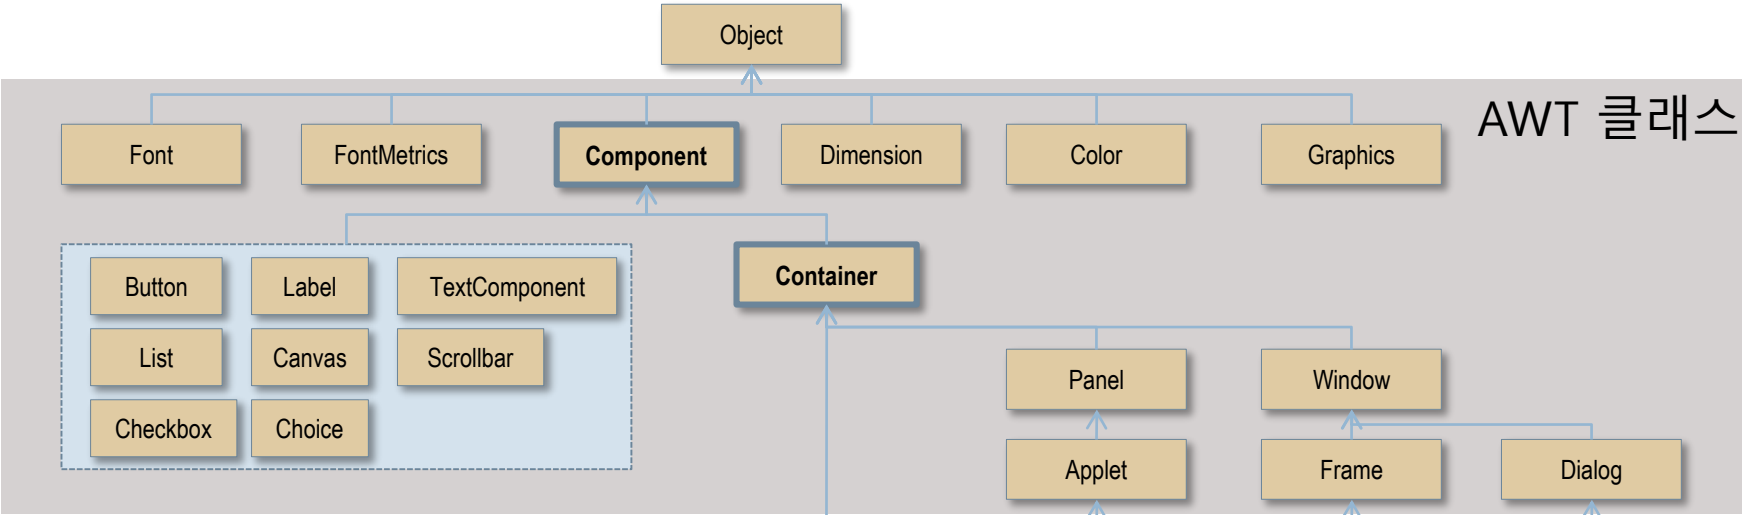 Object
AWT 클래스
Font
FontMetrics
Component
Dimension
Color
Graphics
Button
Label
TextComponent
Container
List
Canvas
Scrollbar
Panel
Window
Checkbox
Choice
Applet
Frame
Dialog